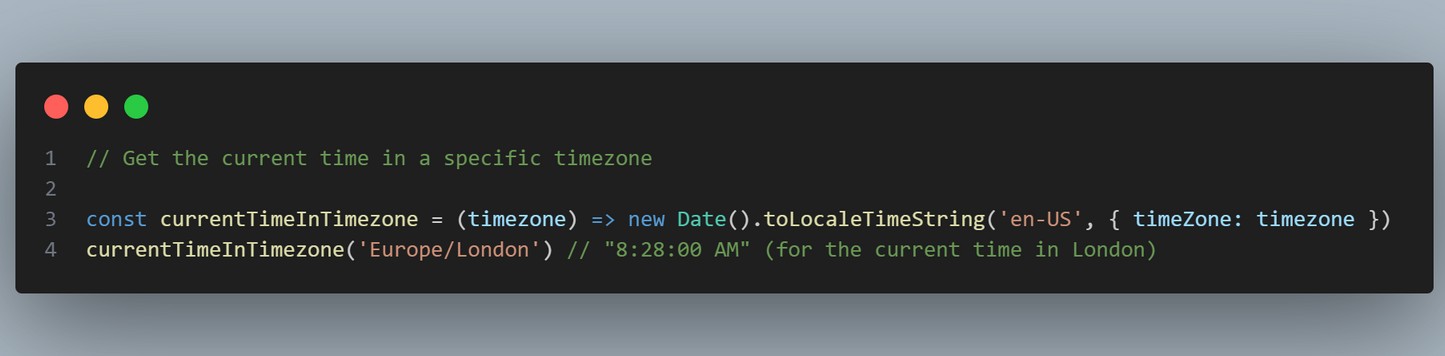 1 // Get the current time in a specific timezone
2
3 const currentTimeInTimezone = (timezone) => new Date().toLocaleTimeString('en-US', { timeZone: timezone })
4 currentTimeInTimezone('Europe/London') // "8:28:00 AM" (for the current time in London)